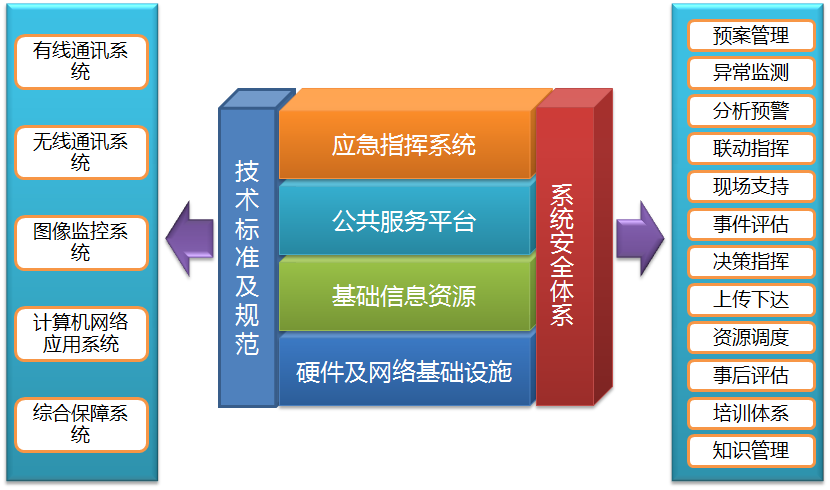 有线通讯系
统
无线通讯系
统
图像监控系
统
计算机网络
应用系统
综合保障系
统
技术标准及规范
应急指挥系统
公共服务平台
基础信息资源
硬件及网络基础设施
系统安全体系
预案管理
异常监测
分析预警
联动指挥
现场支持
事件评估
决策指挥
上传下达
资源调度
事后评估
培训体系
知识管理